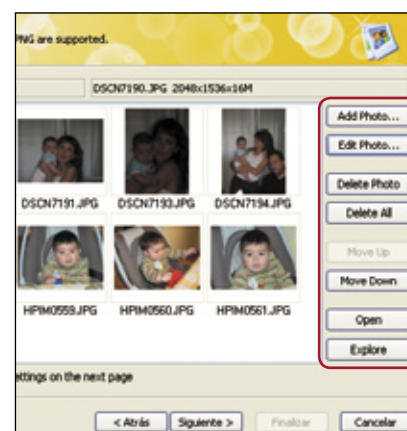 PNG are supported.
DSCN7190.JPG 2048x1536x16M
Add Photo...
Edit Photo...
Delete Photo
Delete All
Move Up
Move Down
Open
Explore
DSCN7191.JPG DSCN7193.JPG DSCN7194.JPG
HPIM0559.JPG HPIM0560.JPG HPIM0561.JPG
ettings on the next page
< Atrás Siguiente > Finalizar Cancelar